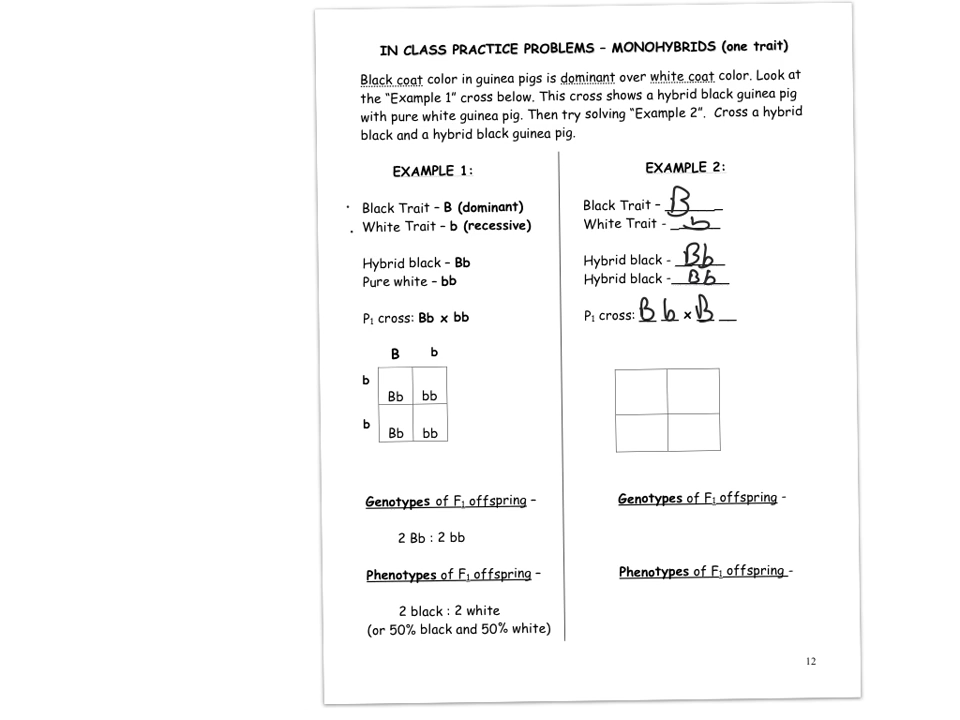 IN CLASS PRACTICE PROBLEMS – MONOHYBRIDS (one trait)
Black coat color in guinea pigs is dominant over white coat color. Look at
the “Example 1” cross below. This cross shows a hybrid black guinea pig
with pure white guinea pig. Then try solving “Example 2”. Cross a hybrid
black and a hybrid black guinea pig.
EXAMPLE 1:
Black Trait – B (dominant)
White Trait – b (recessive)
Hybrid black – Bb
Pure white – bb
P₁ cross: Bb x bb
B b
b
Bb bb
b
Bb bb
Genotypes of F₁ offspring –
2 Bb : 2 bb
Phenotypes of F₁ offspring –
2 black : 2 white
(or 50% black and 50% white)
EXAMPLE 2:
Black Trait – B
White Trait - b
Hybrid black - Bb
Hybrid black - Bb
P₁ cross: B b x B __
Genotypes of F₁ offspring -
Phenotypes of F₁ offspring -
12